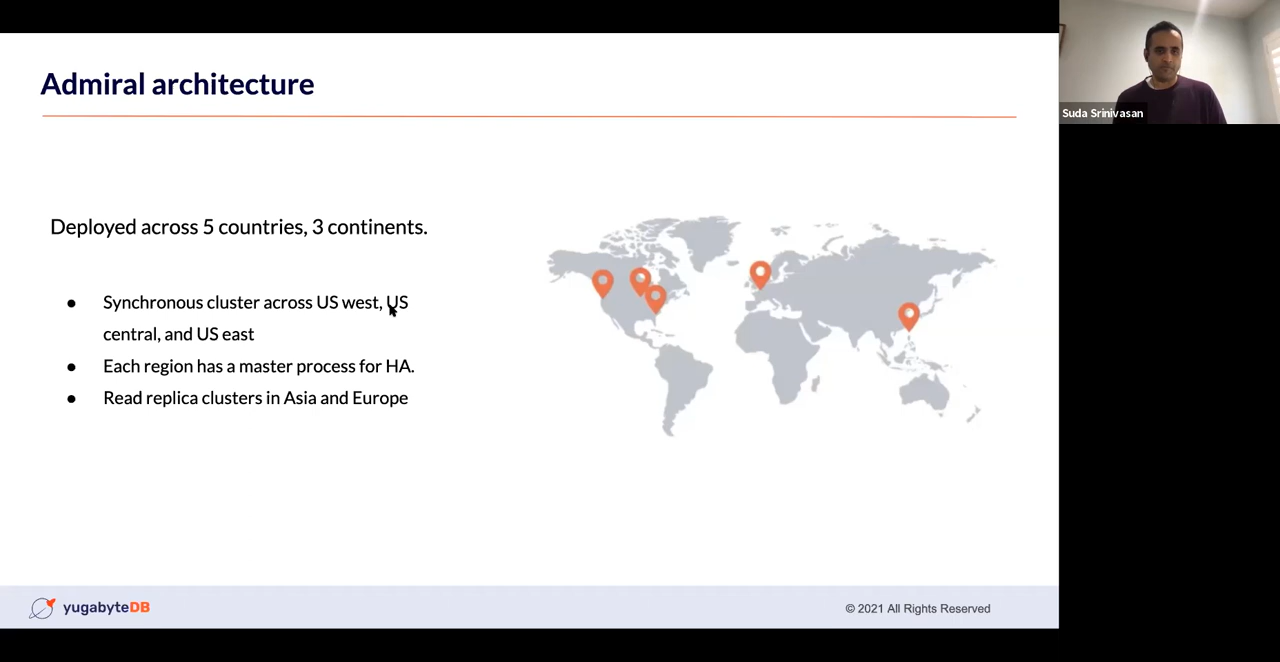 Admiral architecture
Suda Srinivasan
Deployed across 5 countries, 3 continents.
● Synchronous cluster across US west, US
central, and US east
● Each region has a master process for HA.
● Read replica clusters in Asia and Europe
yugabyteDB
© 2021 All Rights Reserved